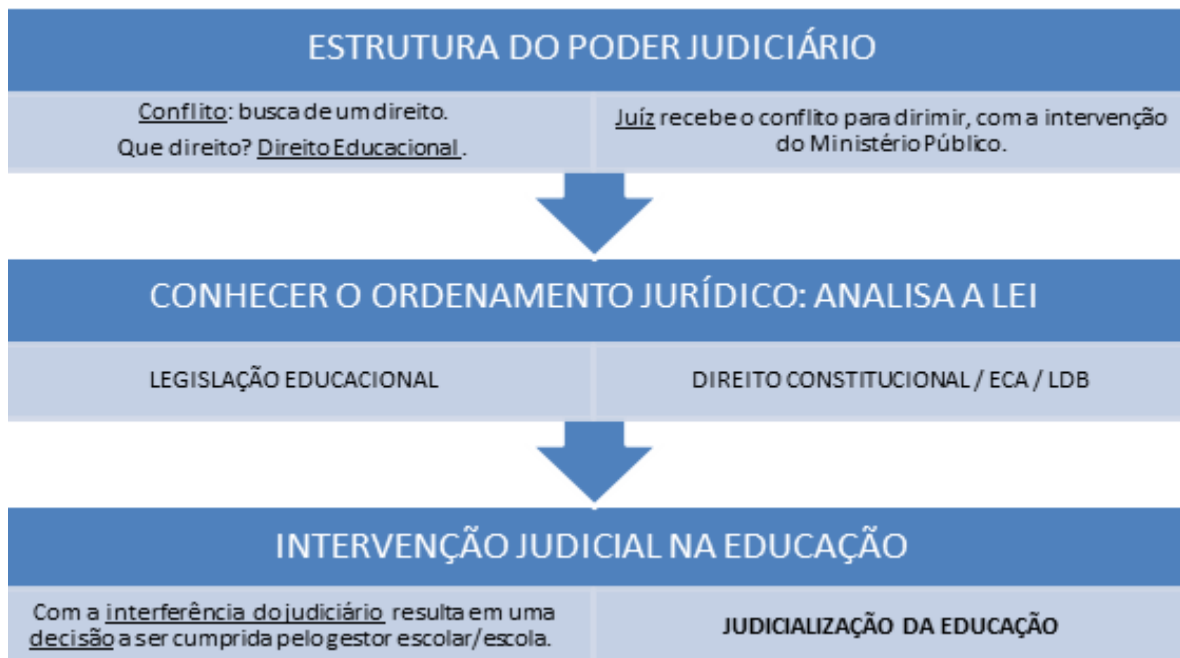 ESTRUTURA DO PODER JUDICIÁRIO
Conflito: busca de um direito.
Que direito? Direito Educacional.
Juíz recebe o conflito para dirimir, com a intervenção
do Ministério Público.
CONHECER O ORDENAMENTO JURÍDICO: ANALISA A LEI
LEGISLAÇÃO EDUCACIONAL
DIREITO CONSTITUCIONAL / ECA / LDB
INTERVENÇÃO JUDICIAL NA EDUCAÇÃO
Com a interferência do judiciário resulta em uma
decisão a ser cumprida pelo gestor escolar/escola.
JUDICIALIZAÇÃO DA EDUCAÇÃO